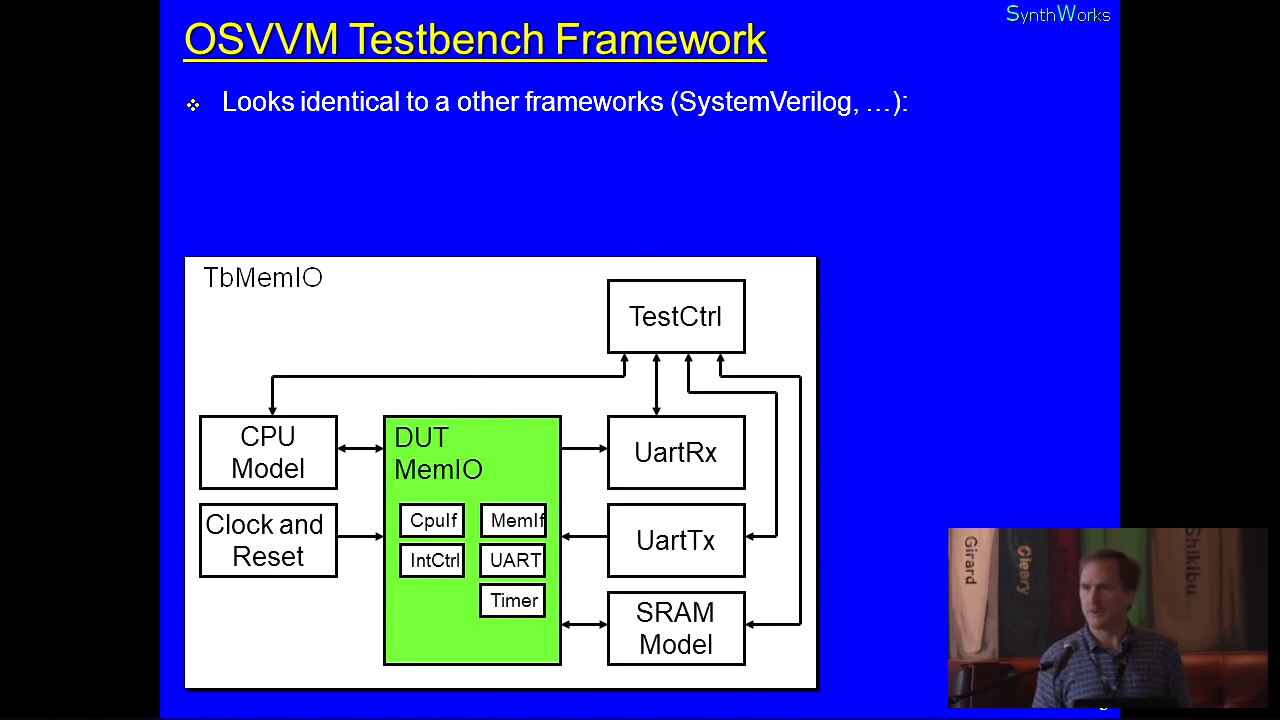 SynthWorks
OSVVM Testbench Framework
Looks identical to a other frameworks (SystemVerilog, …):
TbMemIO
TestCtrl
CPU
Model
DUT
MemIO
UartRx
Clock and
Reset
CpuIf
MemIf
IntCtrl
UART
Timer
UartTx
SRAM
Model
Girard
Cleary
Shikibu